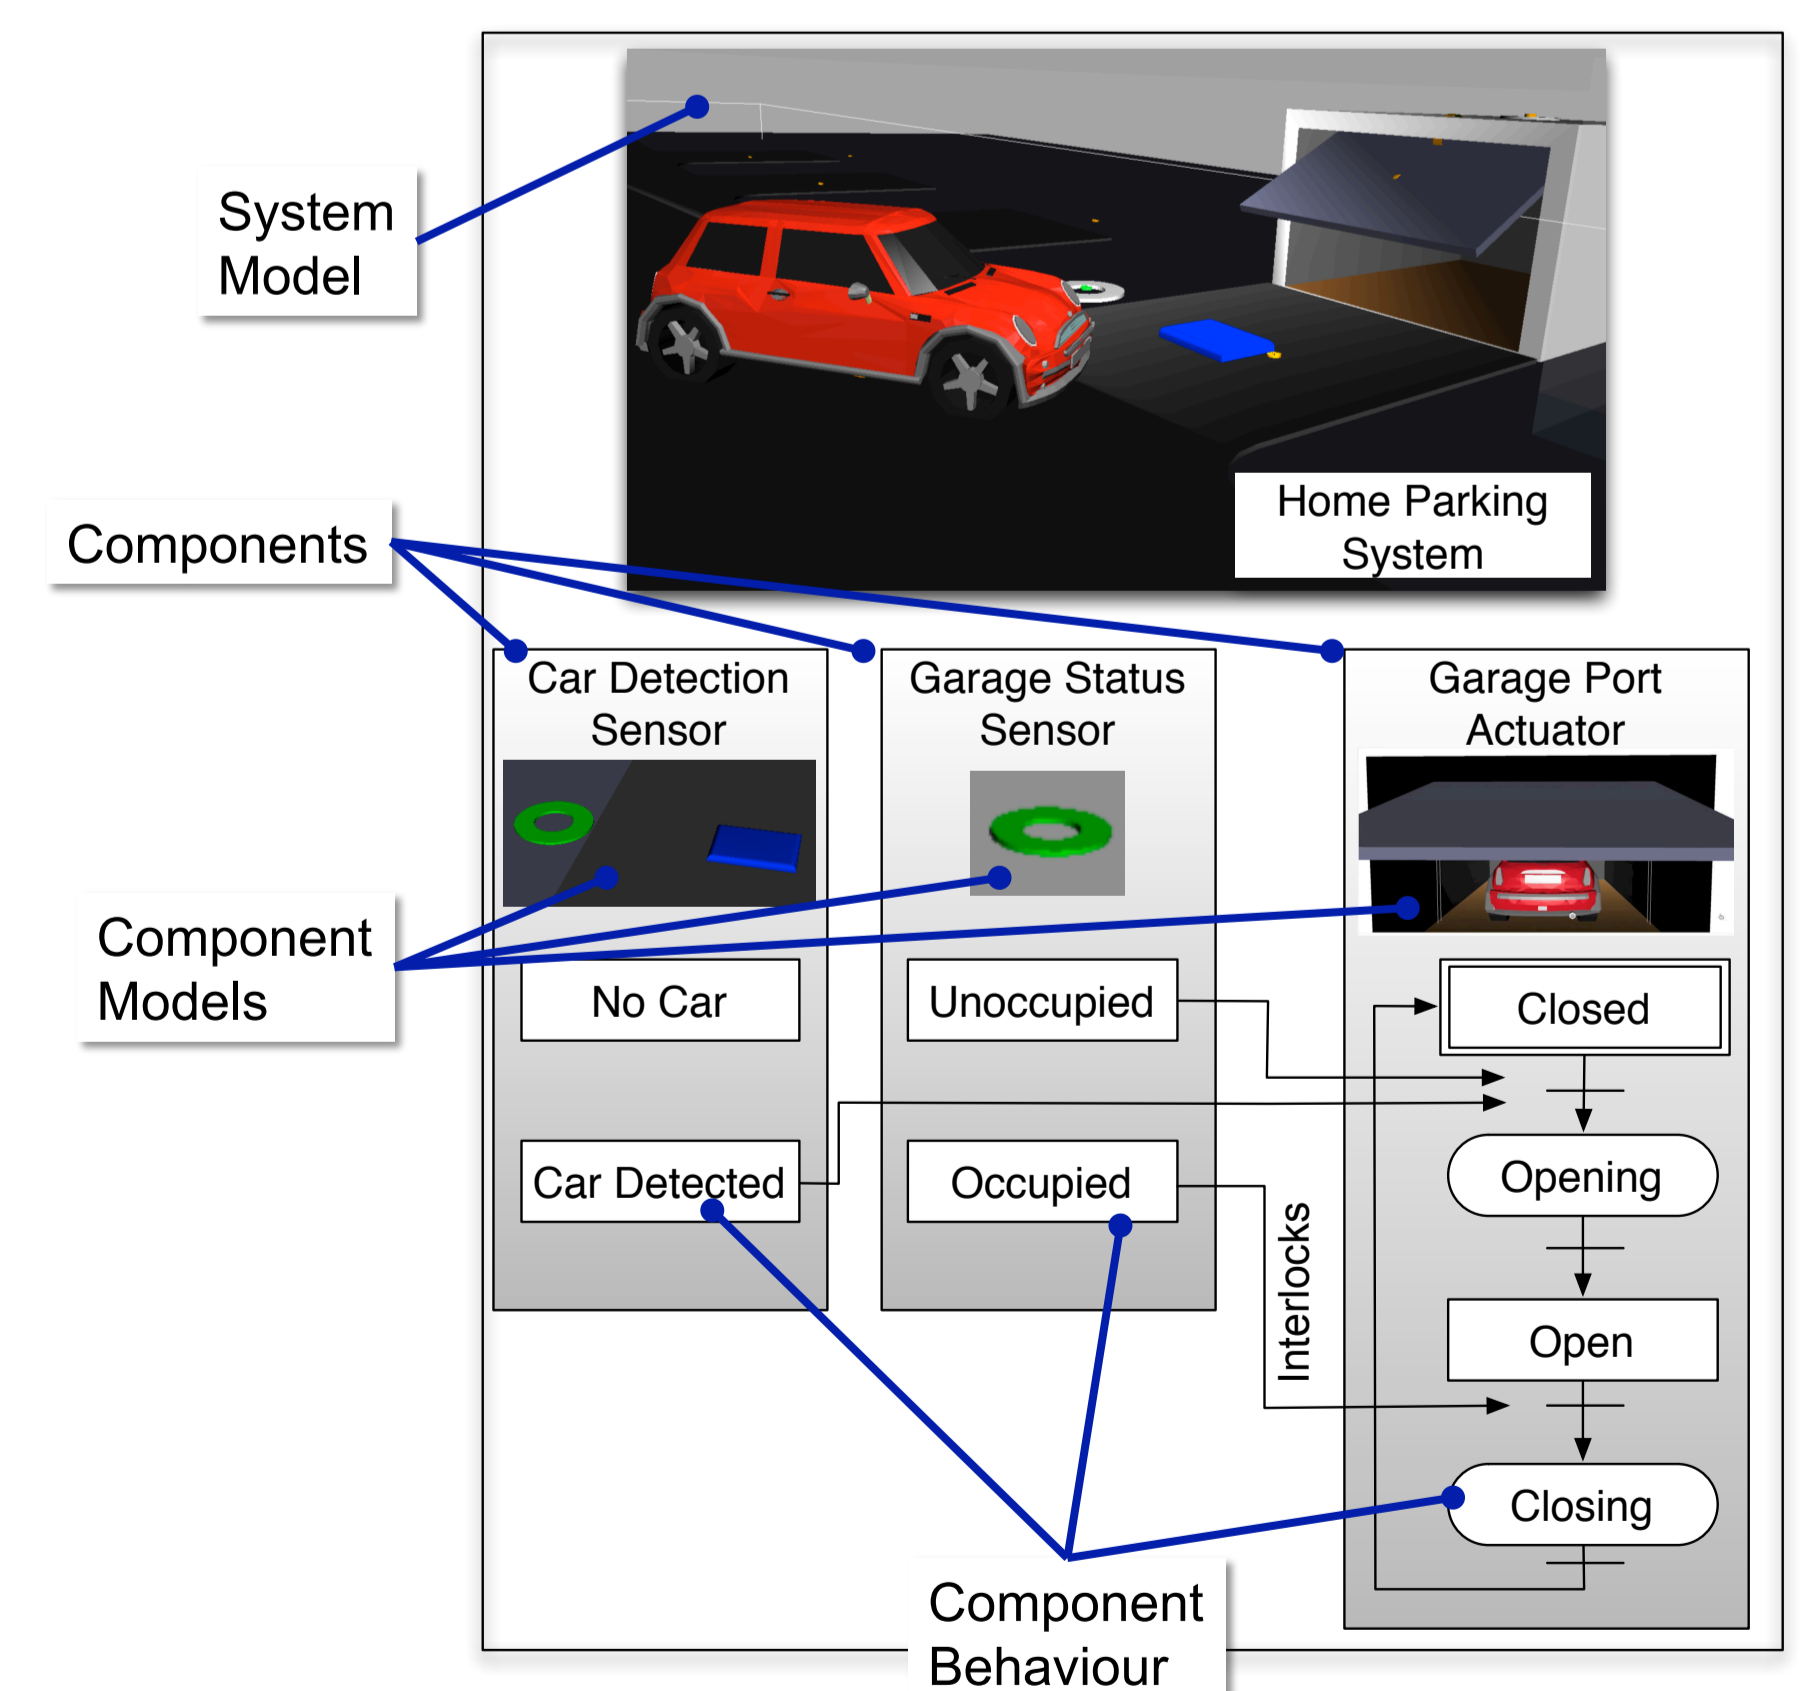 System
Model
Home Parking
System
Components
Car Detection
Sensor
Garage Status
Sensor
Garage Port
Actuator
Component
Models
No Car
Unoccupied
Closed
Car Detected
Occupied
Opening
Interlocks
Open
Closing
Component
Behaviour